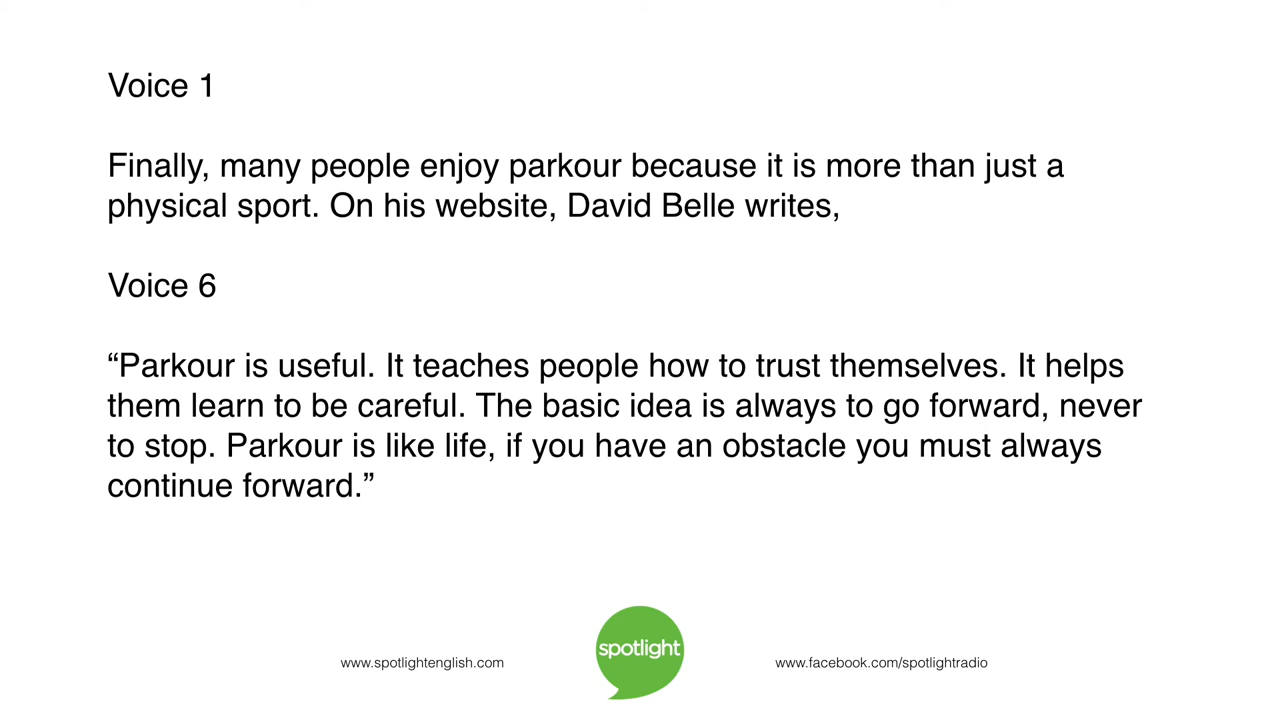 Voice 1
Finally, many people enjoy parkour because it is more than just a
physical sport. On his website, David Belle writes,
Voice 6
“Parkour is useful. It teaches people how to trust themselves. It helps
them learn to be careful. The basic idea is always to go forward, never
to stop. Parkour is like life, if you have an obstacle you must always
continue forward.”
spotlight
www.spotlightenglish.com
www.facebook.com/spotlightradio